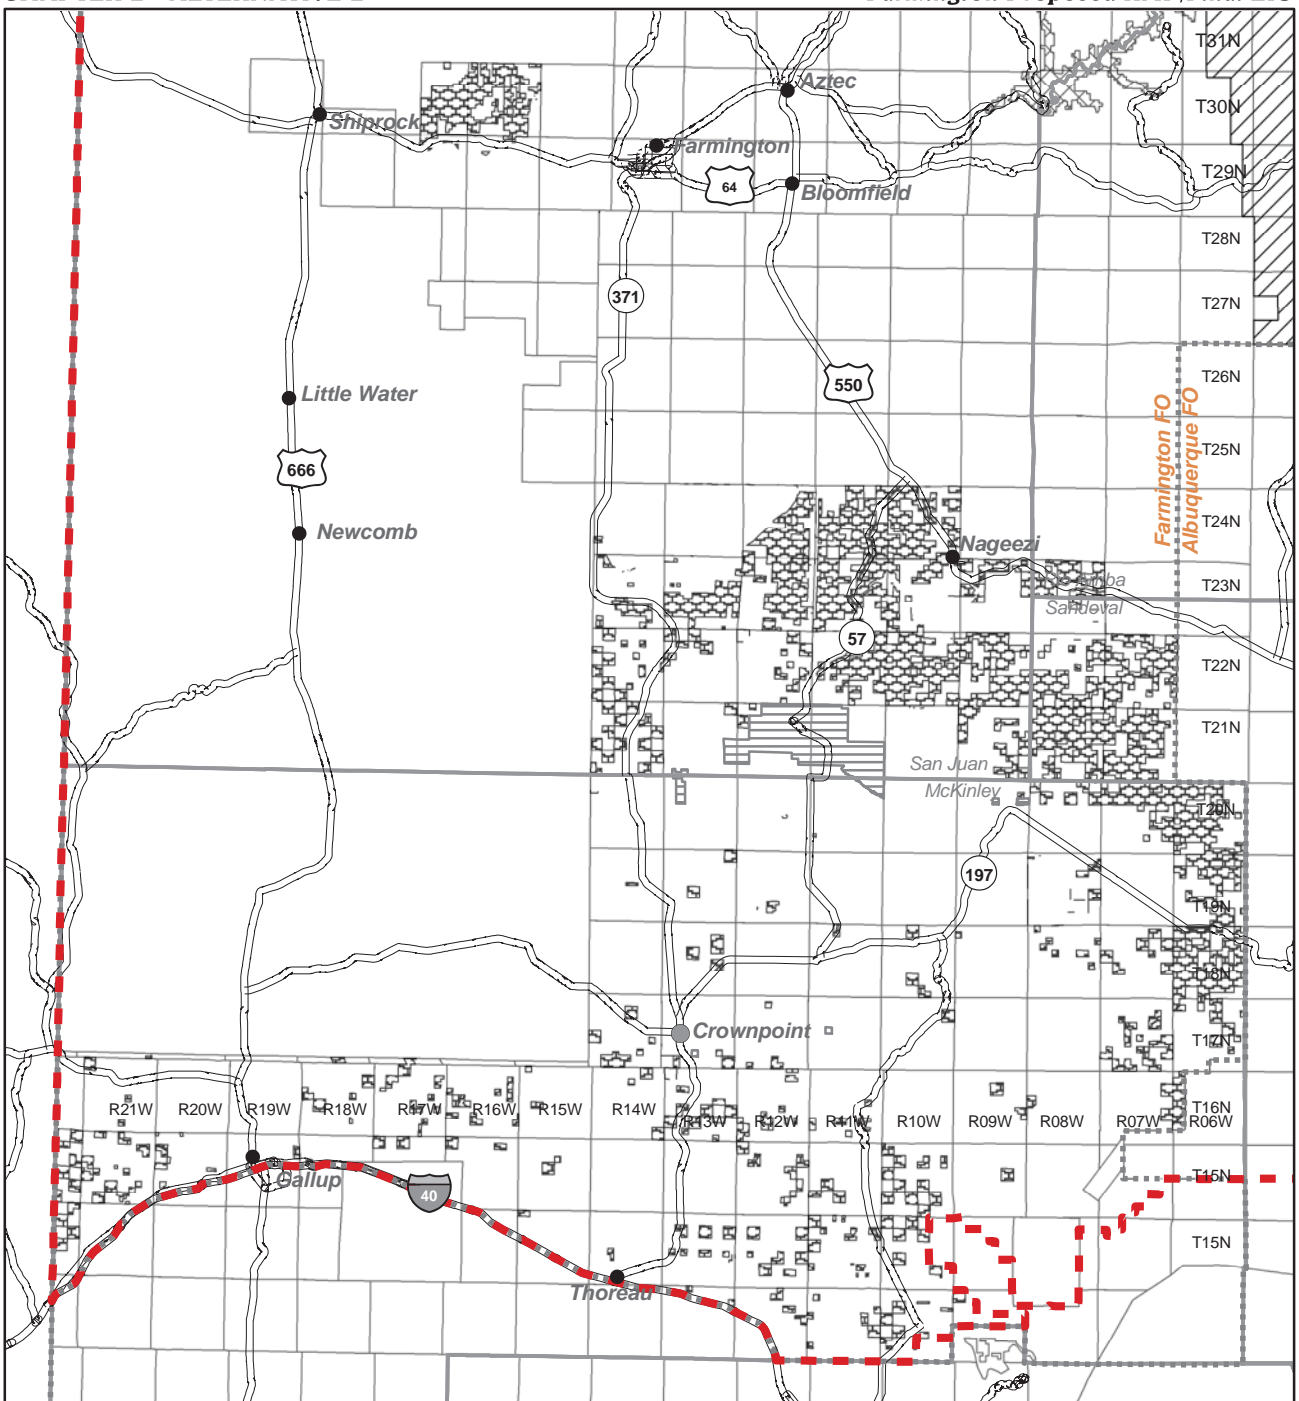 T31N
Aztec
T30N
Shiprock
Farmington
T29N
64
Bloomfield
T28N
371
T27N
T26N
550
Little Water
Farmington FO
Albuquerque FO
T25N
666
T24N
Newcomb
Nageezi
T23N
Sandoval
57
T22N
T21N
San Juan
McKinley
T20N
197
T19N
T18N
Crownpoint
T17N
R21W R20W R19W R18W R17W R16W R15W R14W R13W R12W R11W R10W R09W R08W R07W R06W
T16N
T15N
Gallup
40
T15N
Thoreau